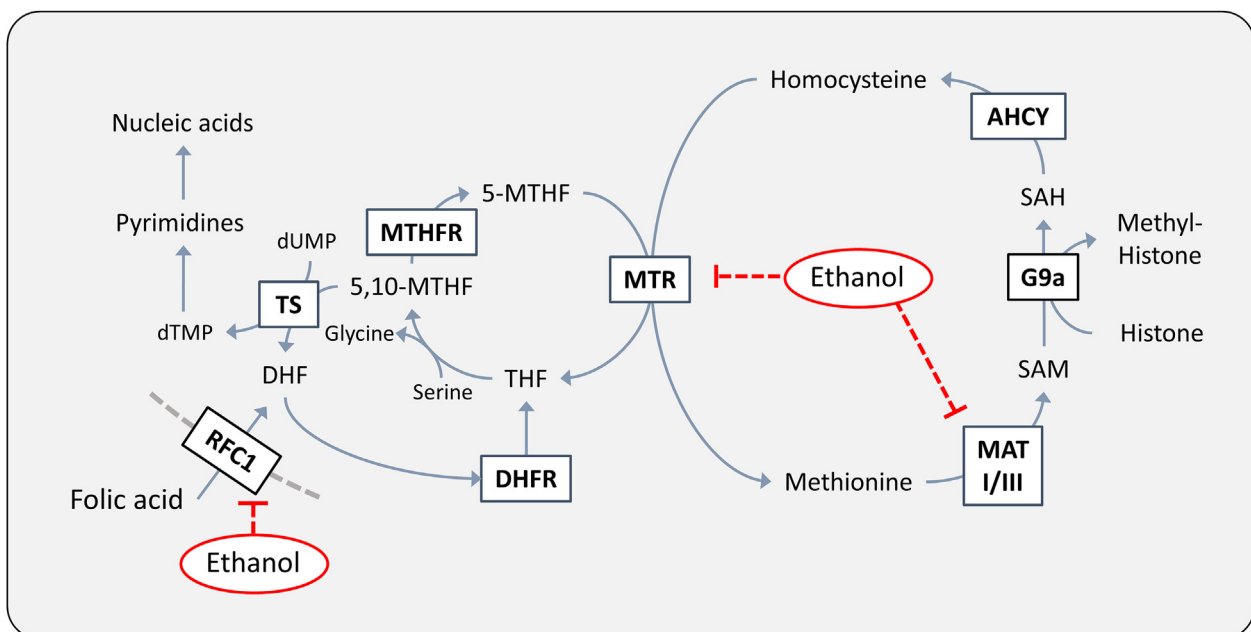 Homocysteine
AHCY
Nucleic acids
5-MTHF
SAH
Pyrimidines
MTHFR
dUMP
Methyl-
Histone
MTR
Ethanol
G9a
5,10-MTHF
TS
dTMP
Glycine
Histone
DHF
THF
Serine
SAM
RFC1
MAT
I/III
DHFR
Methionine
Folic acid
Ethanol